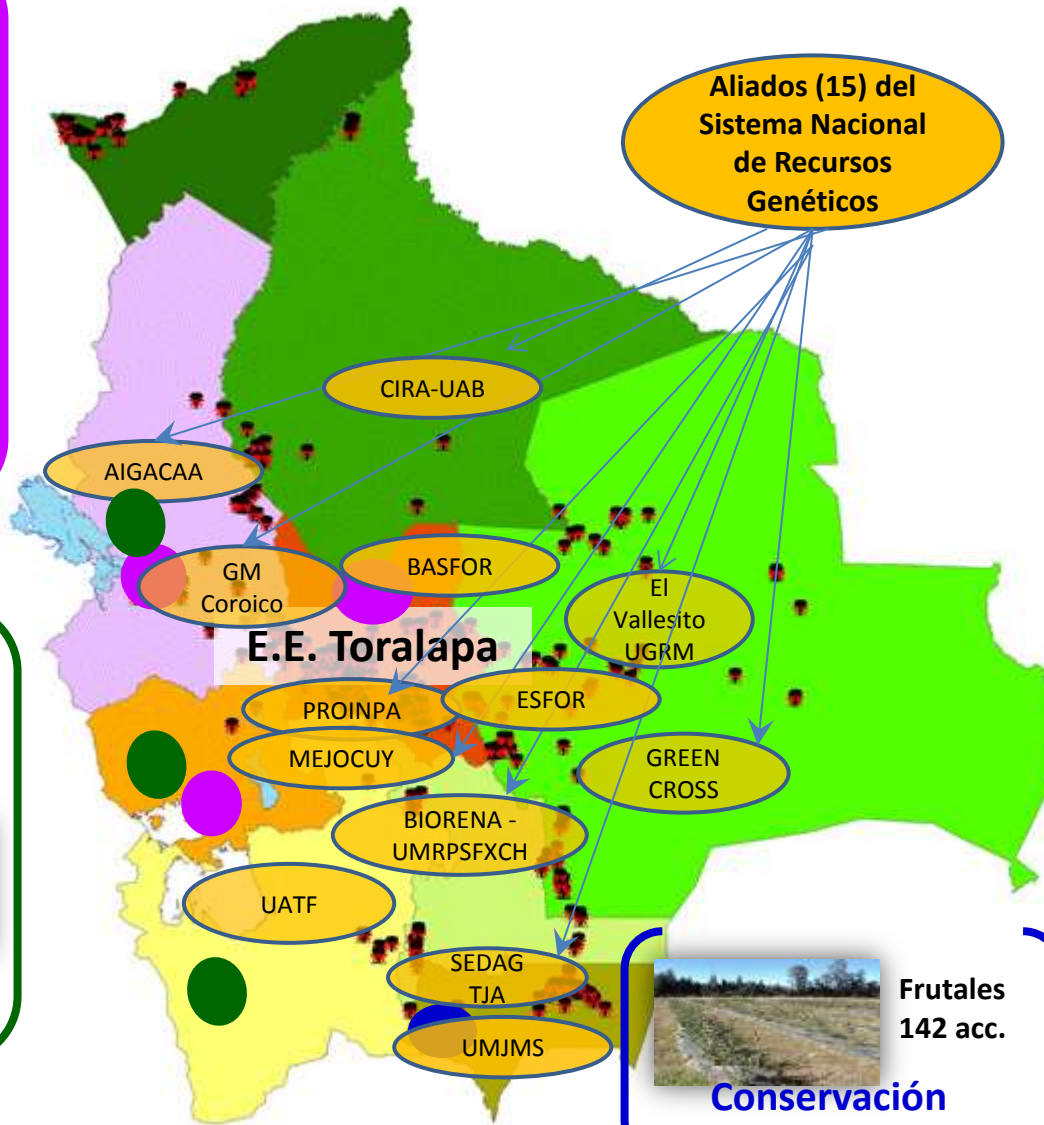 Aliados (15) del
Sistema Nacional
de Recursos
Genéticos
CIRA-UAB
AIGACAA
GM
Coroico
BASFOR
El
Vallesito
UGRM
E.E. Toralapa
PROINPA
ESFOR
MEJOCUY
GREEN
CROSS
BIORENA -
UMRPSFXCH
UATF
SEDAG
TJA
UMJMS
Frutales
142 acc.
Conservación